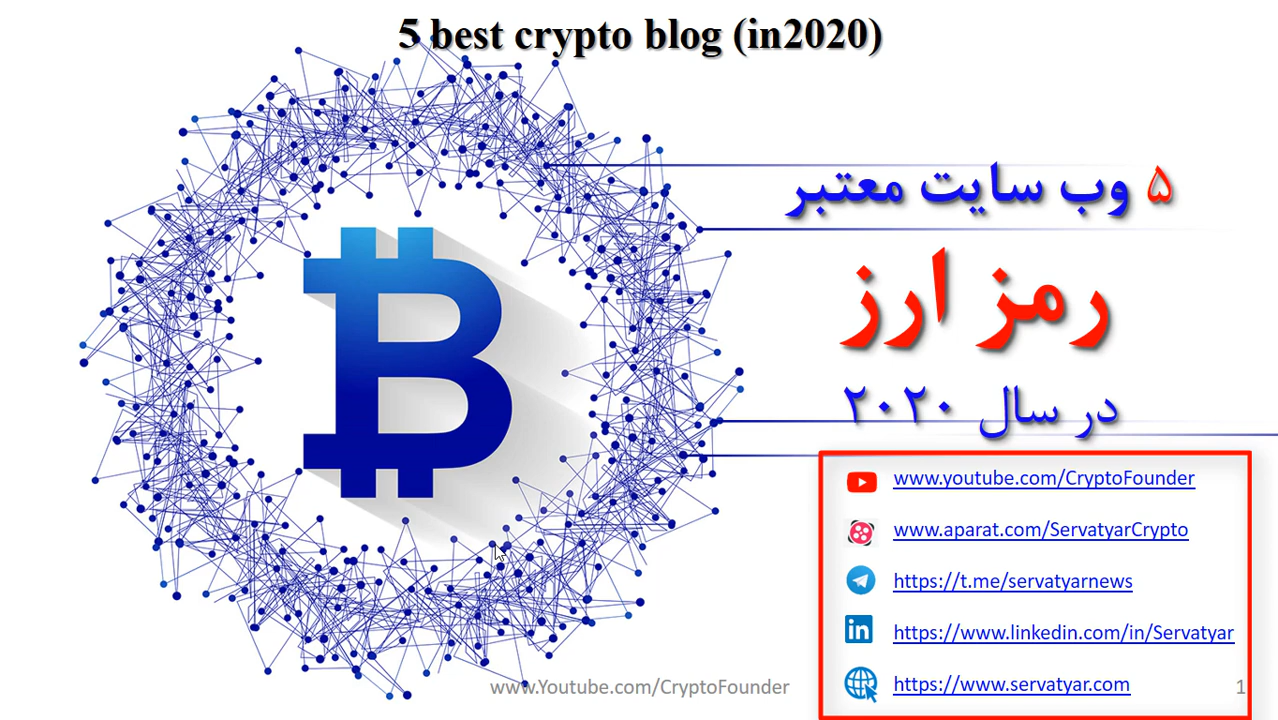 5 best crypto blog (in2020)
۵ وب سایت معتبر
رمز ارز
در سال ۲۰۲۰
www.youtube.com/CryptoFounder
www.aparat.com/ServatyarCrypto
https://t.me/servatyarnews
https://www.linkedin.com/in/Servatyar
https://www.servatyar.com
www.Youtube.com/CryptoFounder
1